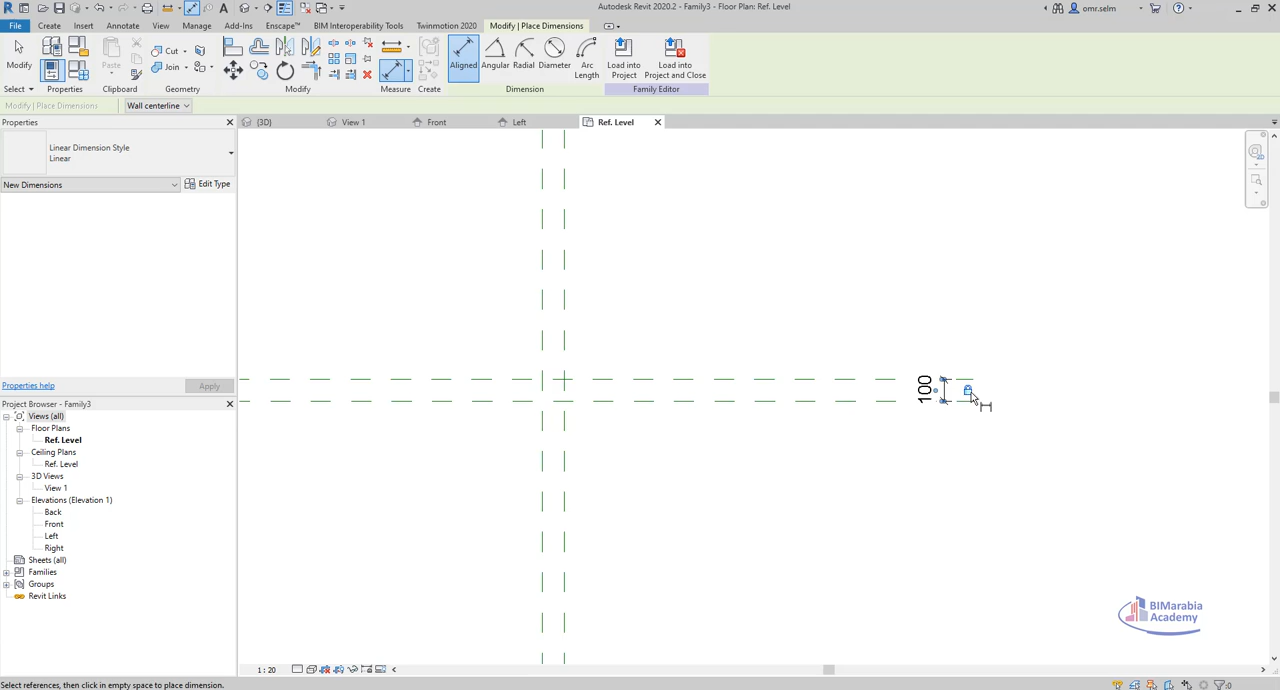 Autodesk Revit 2020.2 - Family3 - Floor Plan: Ref. Level
omr.selm
File Create Insert Annotate View Manage Add-Ins Enscape™ BIM Interoperability Tools Twinmotion 2020 Modify | Place Dimensions
Modify
Paste
Cut
Join
Aligned Angular Radial Diameter Arc Length
Load into Project
Load into Project and Close
Select Properties Clipboard Geometry Modify Measure Create Dimension Family Editor
Modify | Place Dimensions Wall centerline
Properties
(3D) View 1 Front Left Ref. Level
Linear Dimension Style
Linear
New Dimensions Edit Type
100
Properties help Apply
Project Browser - Family3
Views (all)
Floor Plans
Ref. Level
Ceiling Plans
Ref. Level
3D Views
View 1
Elevations (Elevation 1)
Back
Front
Left
Right
Sheets (all)
Families
Groups
Revit Links
BIMarabia
Academy
1 : 20
Select references, then click in empty space to place dimension.
:0